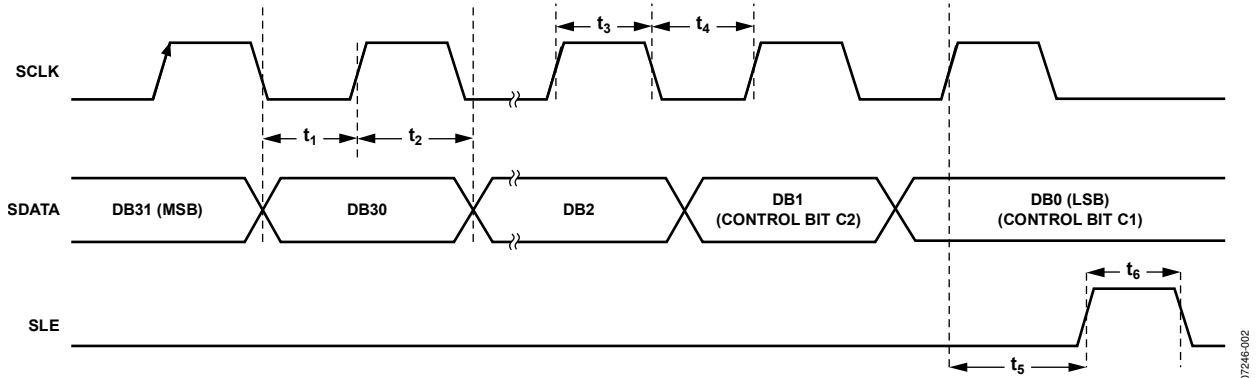 t3
t4
SCLK
t1
t2
SDATA
DB31 (MSB)
DB30
DB2
DB1
(CONTROL BIT C2)
DB0 (LSB)
(CONTROL BIT C1)
t6
SLE
t5
07246-002